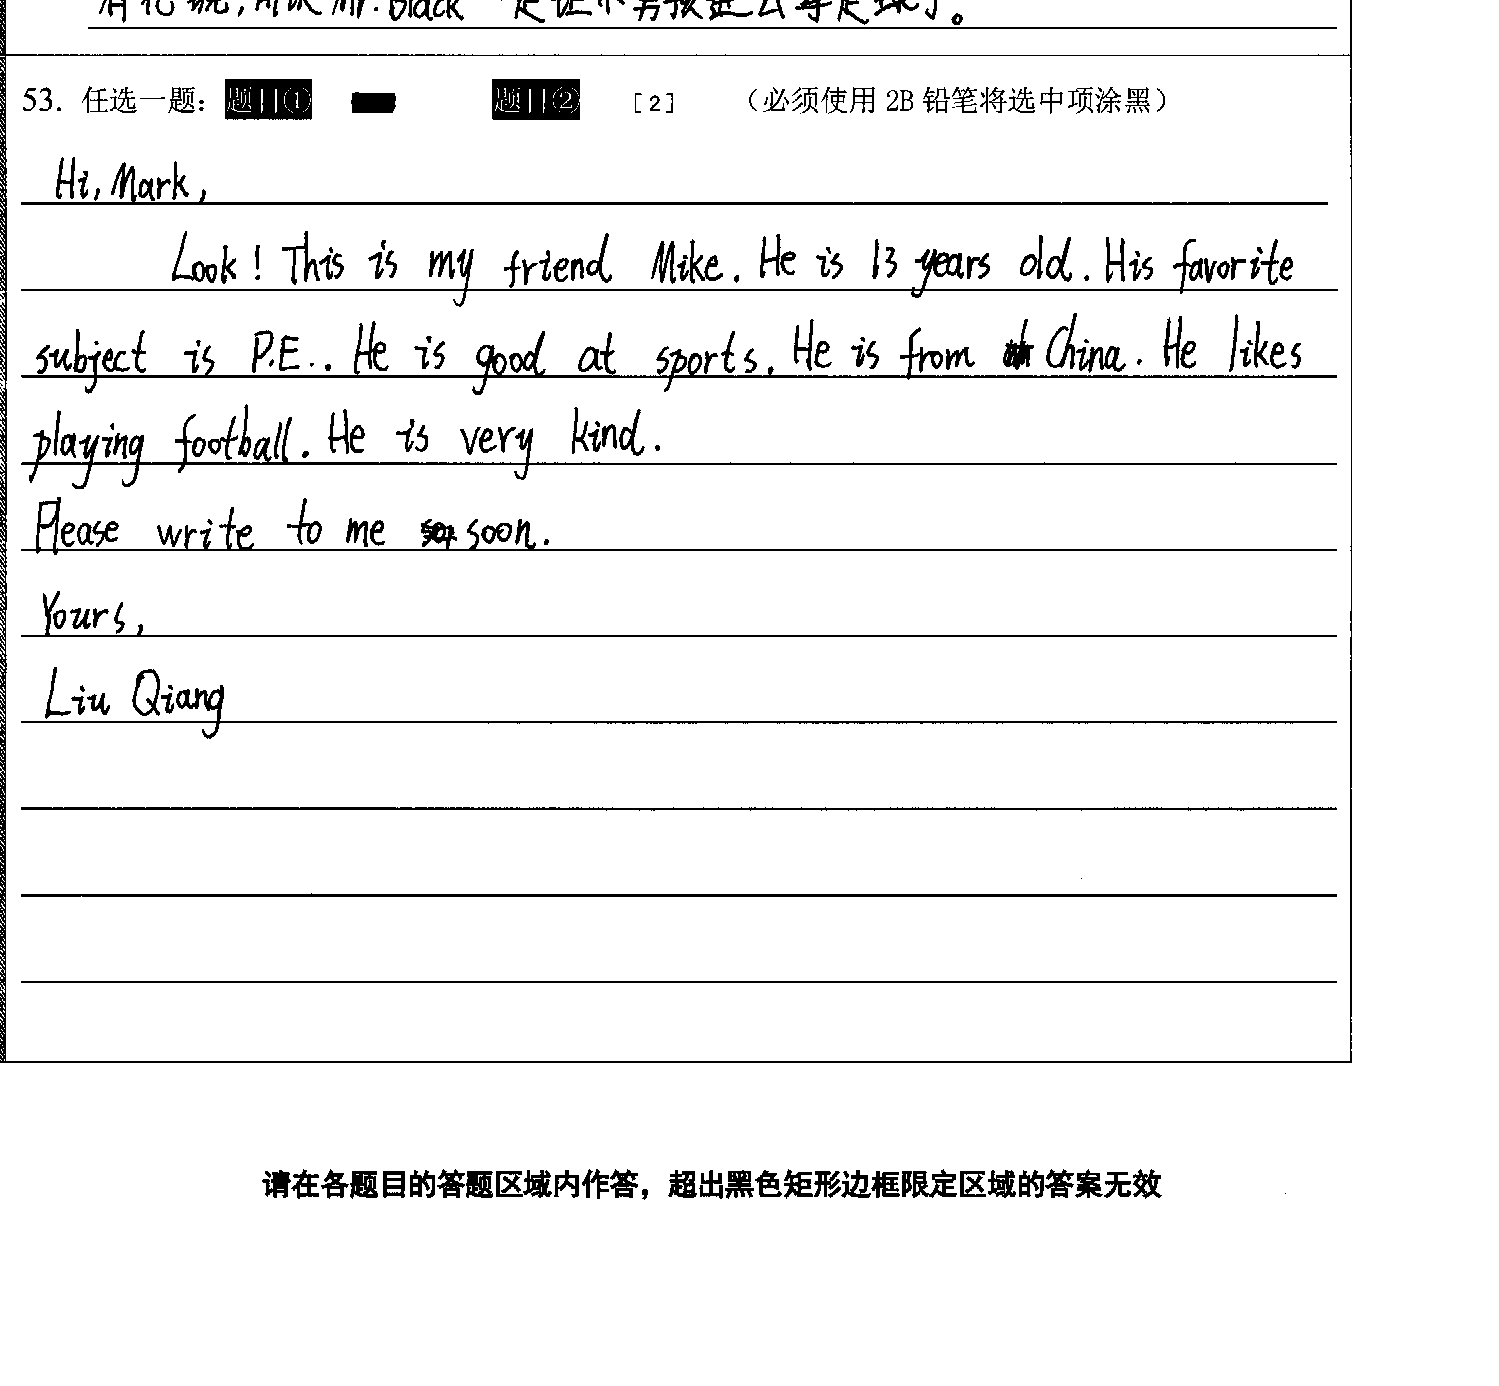 Mr. Black
53. 任选一题： 题目① 题目② [2] （必须使用 2B 铅笔将选中项涂黑）
Hi, Mark,
Look! This is my friend Mike. He is 13 years old. His favorite
subject is P.E.. He is good at sports. He is from China. He likes
playing football. He is very kind.
Please write to me soon.
Yours,
Liu Qiang
请在各题目的答题区域内作答，超出黑色矩形边框限定区域的答案无效